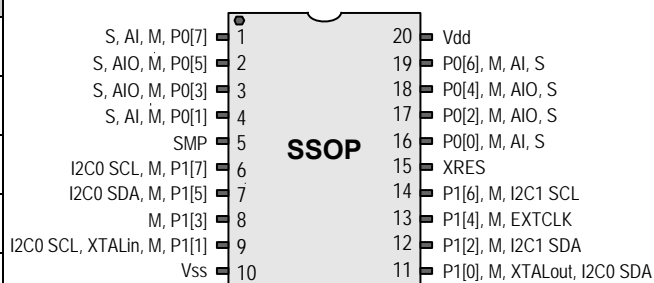 S, AI, M, P0[7] 1 20 Vdd
S, AIO, M, P0[5] 2 19 P0[6], M, AI, S
S, AIO, M, P0[3] 3 18 P0[4], M, AIO, S
S, AI, M, P0[1] 4 17 P0[2], M, AIO, S
SMP 5 SSOP 16 P0[0], M, AI, S
I2C0 SCL, M, P1[7] 6 15 XRES
I2C0 SDA, M, P1[5] 7 14 P1[6], M, I2C1 SCL
M, P1[3] 8 13 P1[4], M, EXTCLK
I2C0 SCL, XTALin, M, P1[1] 9 12 P1[2], M, I2C1 SDA
Vss 10 11 P1[0], M, XTALout, I2C0 SDA